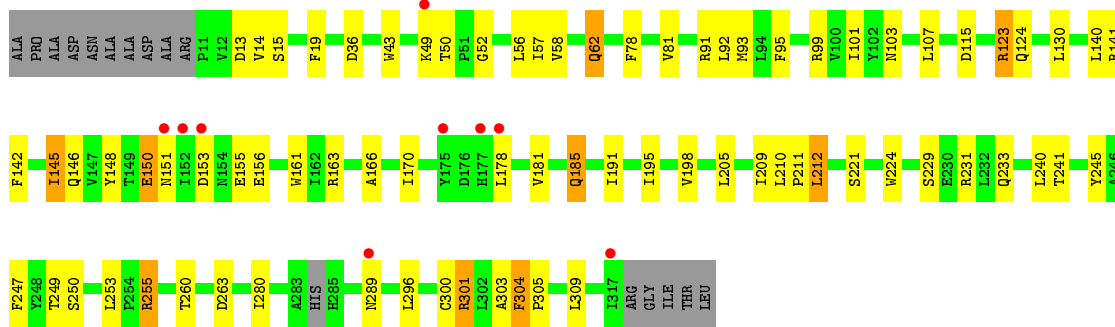 ALA PRO ALA ASP ASN ALA ALA ASP ALA ARG P11 V12 D13 V14 S15 F19 D36 W43 K49 T50 P51 G52 L56 I57 V58 Q62 F78 V81 R91 L92 M93 L94 F95 R99 V100 I101 Y102 N103 L107 D115 R123 Q124 L130 L140
F142 I145 Q146 V147 Y148 T149 E150 N151 I152 D153 N154 E155 E156 W161 I162 R163 A166 I170 Y175 D176 H177 L178 V181 Q185 I191 I195 V198 L205 I209 L210 P211 L212 S221 W224 S229 E230 R231 L232 Q233 L240 T241 Y245
F247 Y248 T249 S250 L253 P254 R255 T260 D263 I280 A283 HIS H285 N289 L296 C300 R301 L302 A303 F304 P305 L309 I317 ARG GLY ILE THR LEU